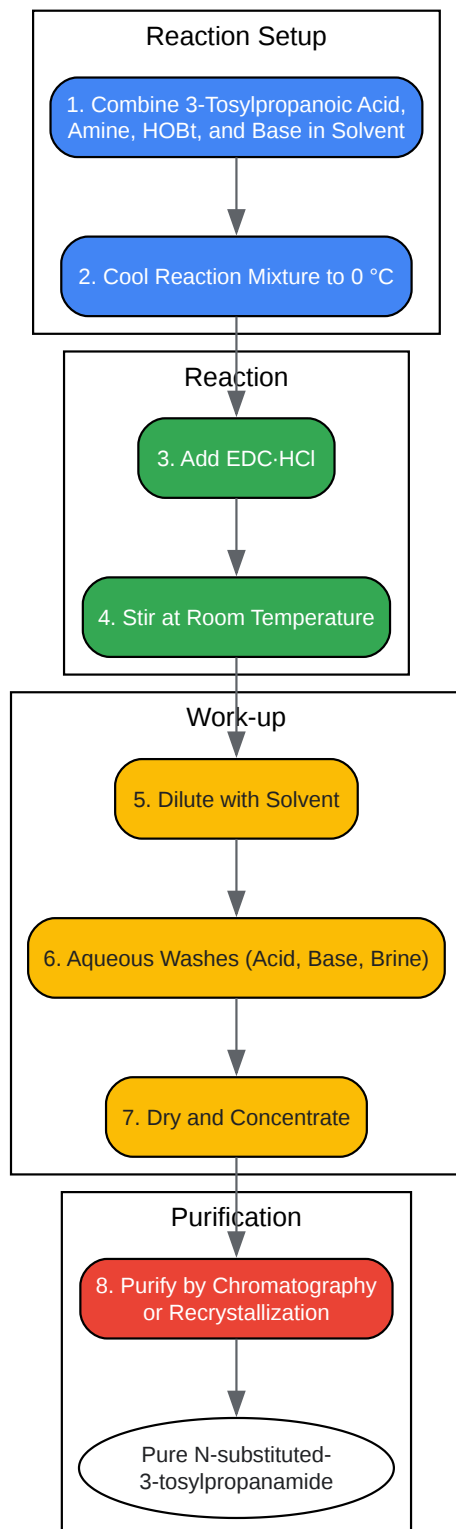 Reaction Setup
1. Combine 3-Tosylpropanoic Acid,
Amine, HOBt, and Base in Solvent
2. Cool Reaction Mixture to 0 °C
Reaction
3. Add EDC·HCl
4. Stir at Room Temperature
Work-up
5. Dilute with Solvent
6. Aqueous Washes (Acid, Base, Brine)
7. Dry and Concentrate
Purification
8. Purify by Chromatography
or Recrystallization
Pure N-substituted-
3-tosylpropanamide